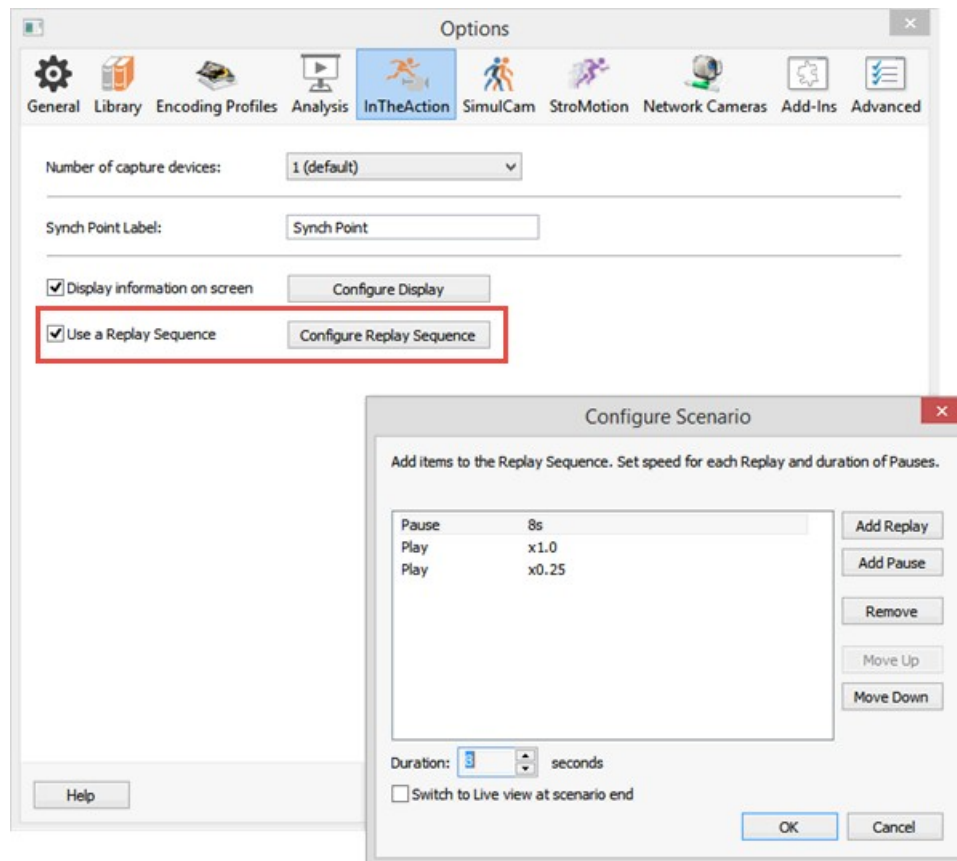 Options
General Library Encoding Profiles Analysis InTheAction SimulCam StroMotion Network Cameras Add-Ins Advanced
Number of capture devices: 1 (default)
Synch Point Label: Synch Point
Display information on screen Configure Display
Use a Replay Sequence Configure Replay Sequence
Configure Scenario
Add items to the Replay Sequence. Set speed for each Replay and duration of Pauses.
Pause 8s
Play x1.0
Play x0.25
Add Replay
Add Pause
Remove
Move Up
Move Down
Duration: 8 seconds
Switch to Live view at scenario end
OK Cancel
Help